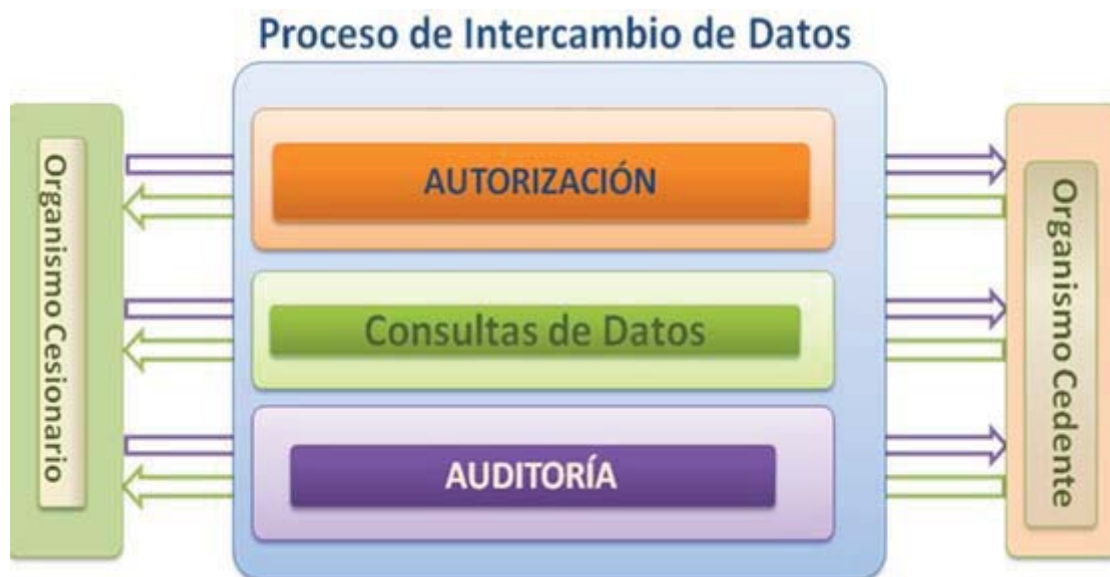 Proceso de Intercambio de Datos
Organismo Cesionario
AUTORIZACIÓN
Consultas de Datos
AUDITORÍA
Organismo Cedente